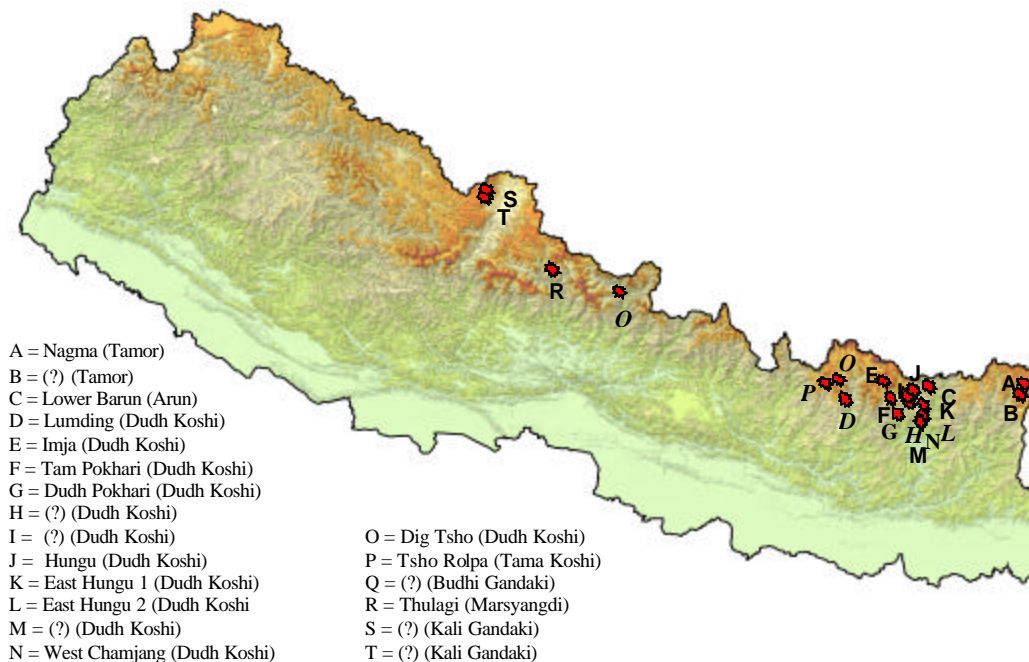 S
T
R
O
O
P
D
E
J
F
G
C
K
L
N
H
M
A
B
A = Nagma (Tamor)
B = (?) (Tamor)
C = Lower Barun (Arun)
D = Lumding (Dudh Koshi)
E = Imja (Dudh Koshi)
F = Tam Pokhari (Dudh Koshi)
G = Dudh Pokhari (Dudh Koshi)
H = (?) (Dudh Koshi)
I = (?) (Dudh Koshi)
J = Hungu (Dudh Koshi)
K = East Hungu 1 (Dudh Koshi)
L = East Hungu 2 (Dudh Koshi
M = (?) (Dudh Koshi)
N = West Chamjang (Dudh Koshi)
O = Dig Tsho (Dudh Koshi)
P = Tsho Rolpa (Tama Koshi)
Q = (?) (Budhi Gandaki)
R = Thulagi (Marsyangdi)
S = (?) (Kali Gandaki)
T = (?) (Kali Gandaki)